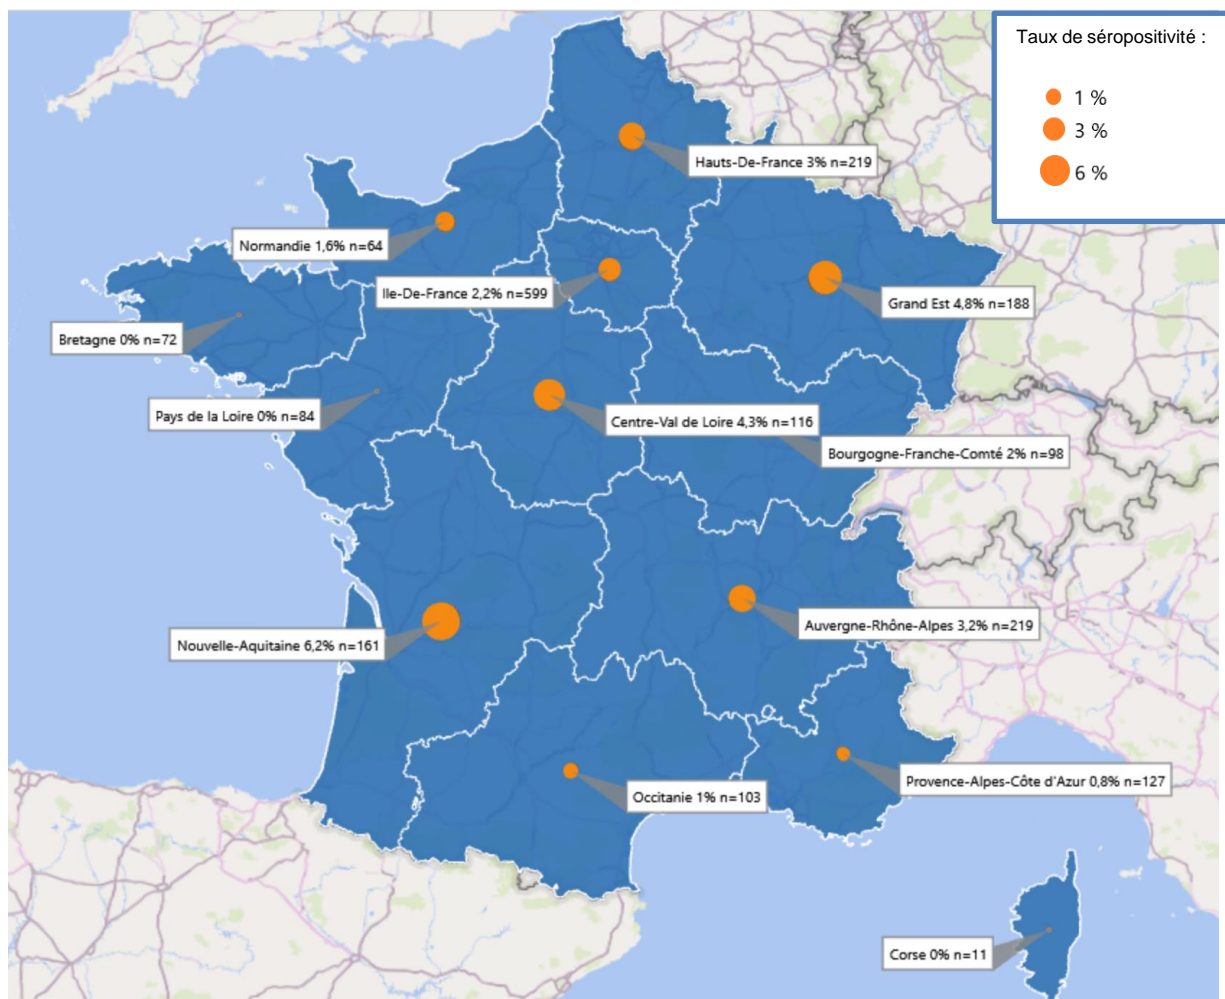 Taux de séropositivité :
1 %
3 %
6 %
Hauts-De-France 3% n=219
Normandie 1,6% n=64
Ile-De-France 2,2% n=599
Grand Est 4,8% n=188
Bretagne 0% n=72
Pays de la Loire 0% n=84
Centre-Val de Loire 4,3% n=116
Bourgogne-Franche-Comté 2% n=98
Auvergne-Rhône-Alpes 3,2% n=219
Nouvelle-Aquitaine 6,2% n=161
Provence-Alpes-Côte d'Azur 0,8% n=127
Occitanie 1% n=103
Corse 0% n=11